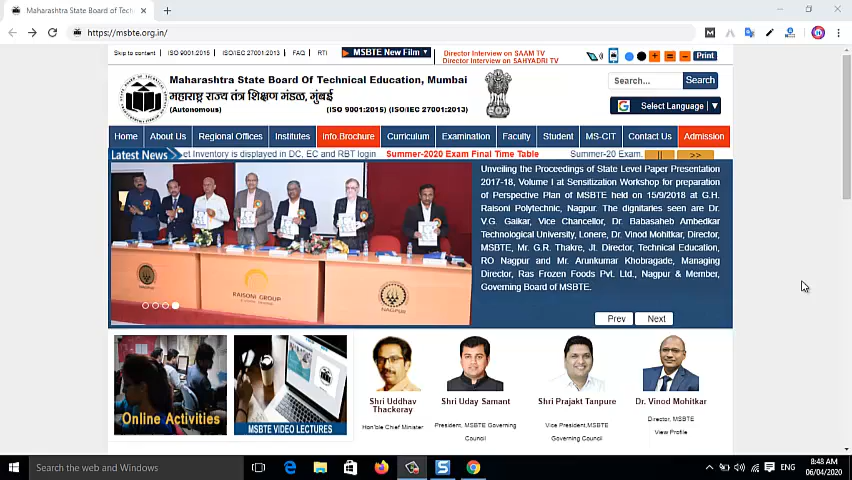 Maharashtra State Board of Tech
https://msbte.org.in/
Skip to content | ISO 9001:2015 | ISO/IEC 27001:2013 | FAQ | RTI
MSBTE New Film
Director Interview on SAAM TV
Director Interview on SAHYADRI TV
Print
Maharashtra State Board Of Technical Education, Mumbai
महाराष्ट्र राज्य तंत्र शिक्षण मंडळ, मुंबई
(Autonomous) (ISO 9001:2015) (ISO/IEC 27001:2013)
Search... Search
G Select Language
Home About Us Regional Offices Institutes Info.Brochure Curriculum Examination Faculty Student MS-CIT Contact Us Admission
Latest News et Inventory is displayed in DC, EC and RBT login Summer-2020 Exam Final Time Table Summer-20 Exam. || >>
Unveiling the Proceedings of State Level Paper Presentation
2017-18, Volume I at Sensitization Workshop for preparation
of Perspective Plan of MSBTE held on 15/9/2018 at G.H.
Raisoni Polytechnic, Nagpur. The dignitaries seen are Dr.
V.G. Gaikar, Vice Chancellor, Dr. Babasaheb Ambedkar
Technological University, Lonere, Dr. Vinod Mohitkar, Director,
MSBTE, Mr. G.R. Thakre, Jt. Director, Technical Education,
RO Nagpur and Mr. Arunkumar Khobragade, Managing
Director, Ras Frozen Foods Pvt. Ltd., Nagpur & Member,
Governing Board of MSBTE.
RAISONI GROUP
NAGPUR
Prev Next
Online Activities
MSBTE VIDEO LECTURES
Shri Uddhav
Thackeray
Hon'ble Chief Minister
Shri Uday Samant
President, MSBTE Governing
Council
Shri Prajakt Tanpure
Vice President,MSBTE
Governing Council
Dr. Vinod Mohitkar
Director, MSBTE
View Profile
Search the web and Windows
ENG
8:43 AM
06/04/2020